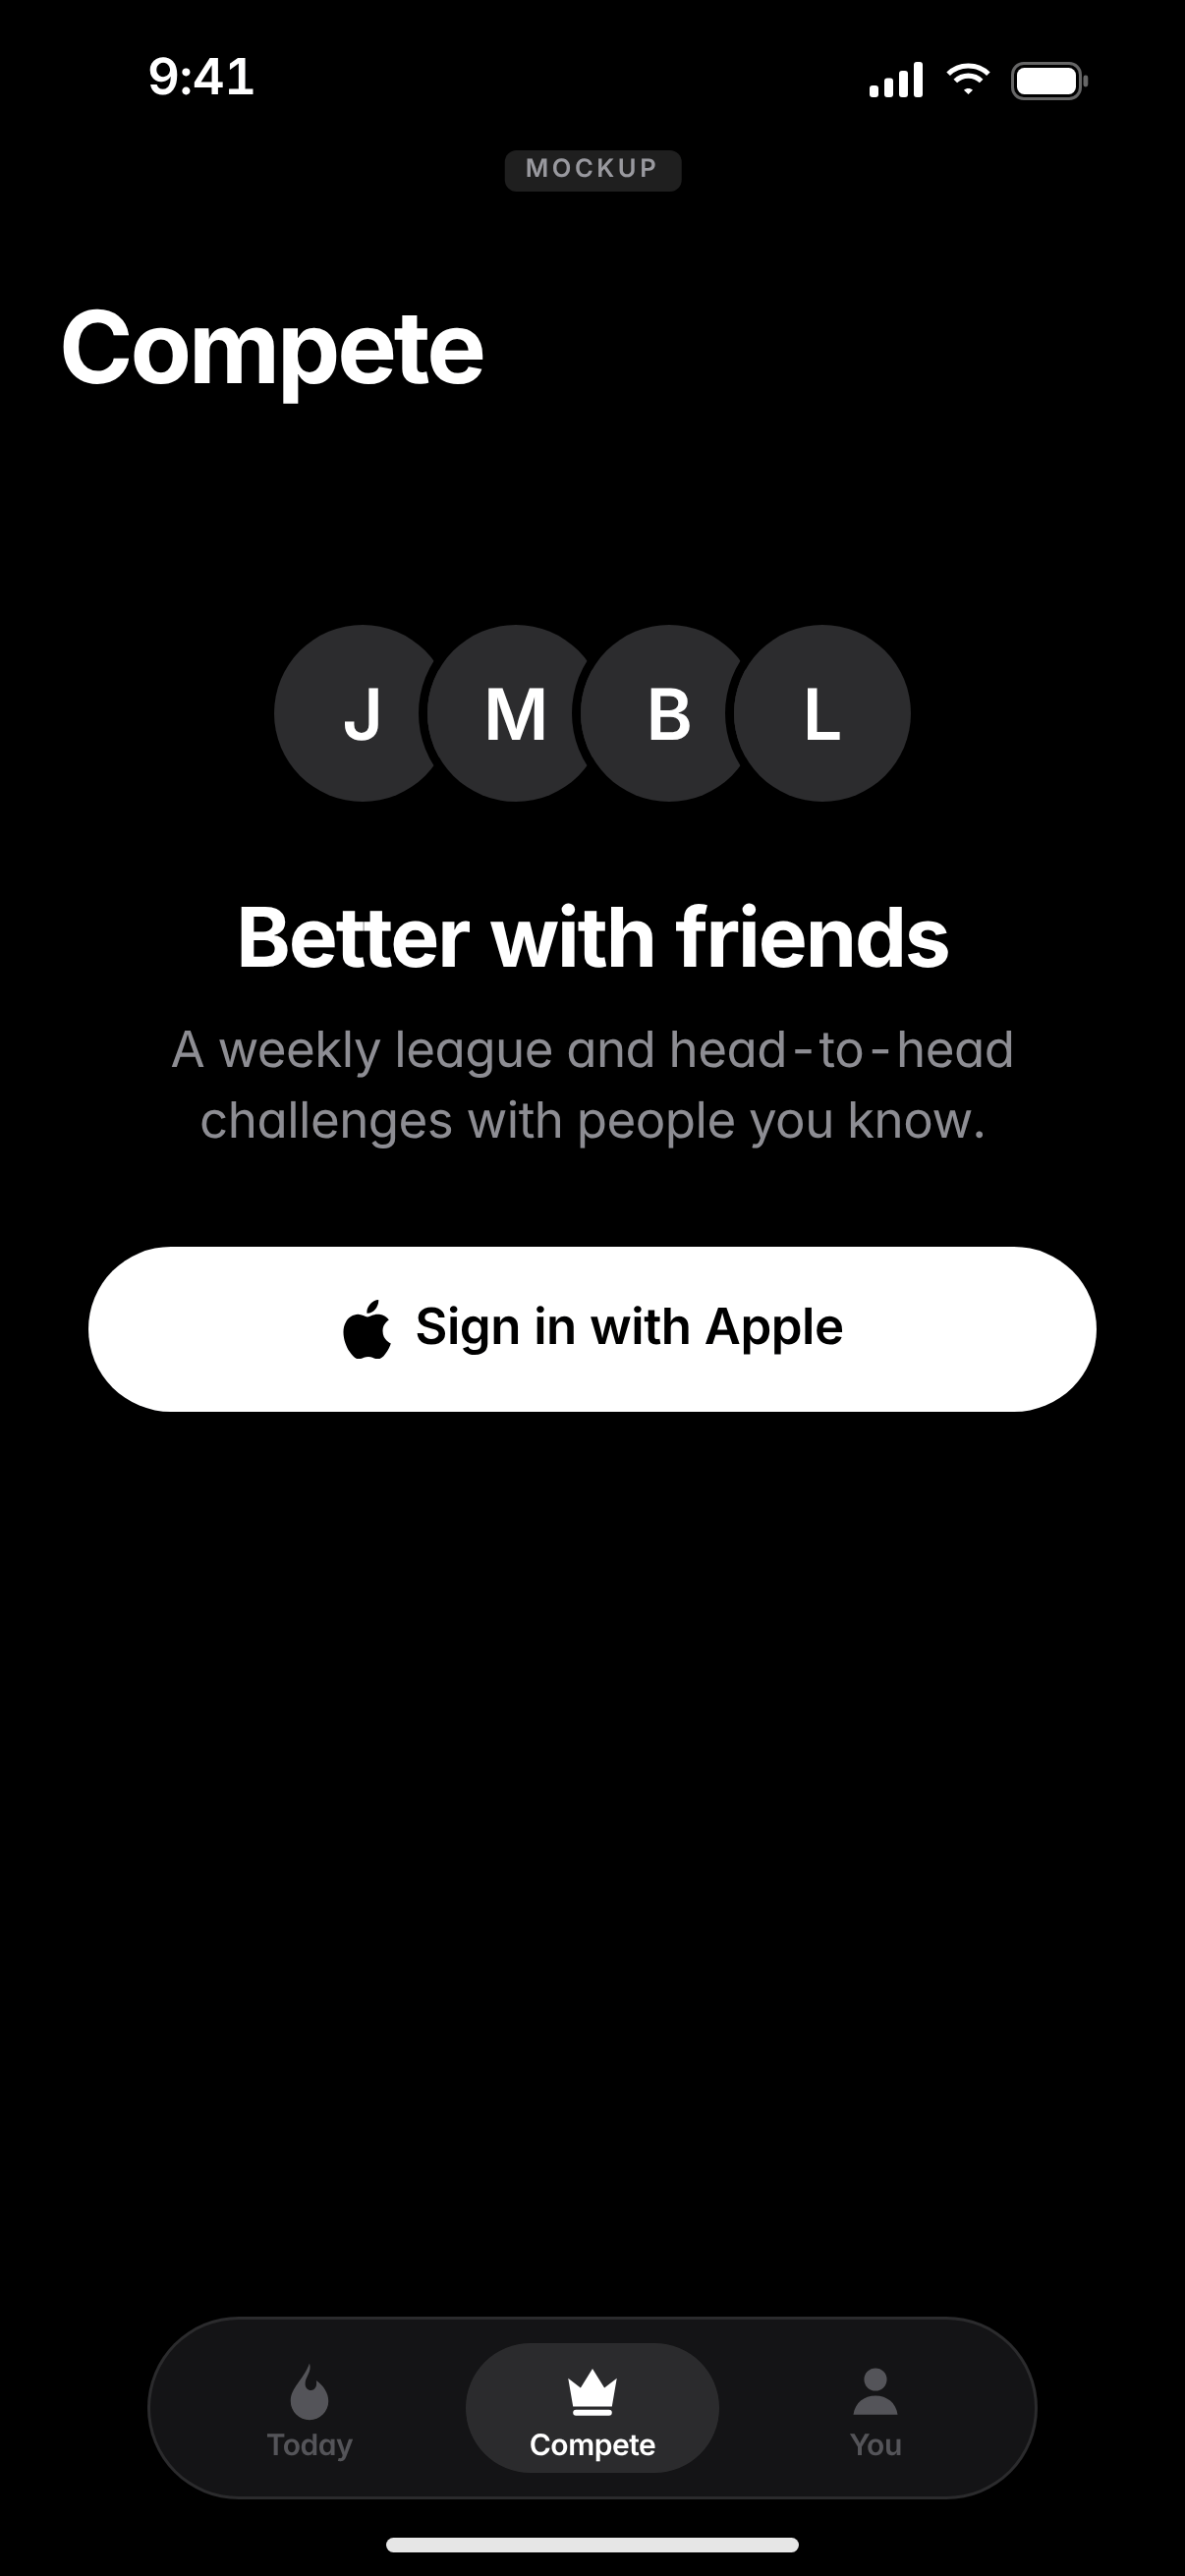 9:41
MOCKUP
Compete
J M B L
Better with friends
A weekly league and head-to-head
challenges with people you know.
Sign in with Apple
Today Compete You